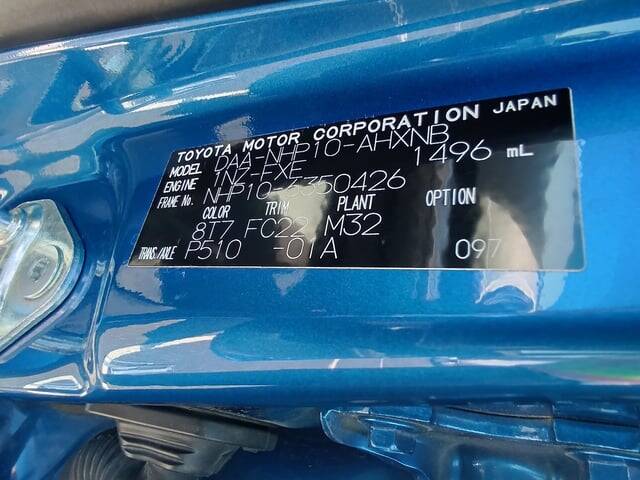 TOYOTA MOTOR CORPORATION JAPAN
MODEL DAA-NHP10-AHXNB
ENGINE 1NZ-FXE 1496 mL
FRAME No. NHP10-6350426
COLOR TRIM PLANT OPTION
8T7 FC22 M32
TRANS./AXLE P510 -01A 097